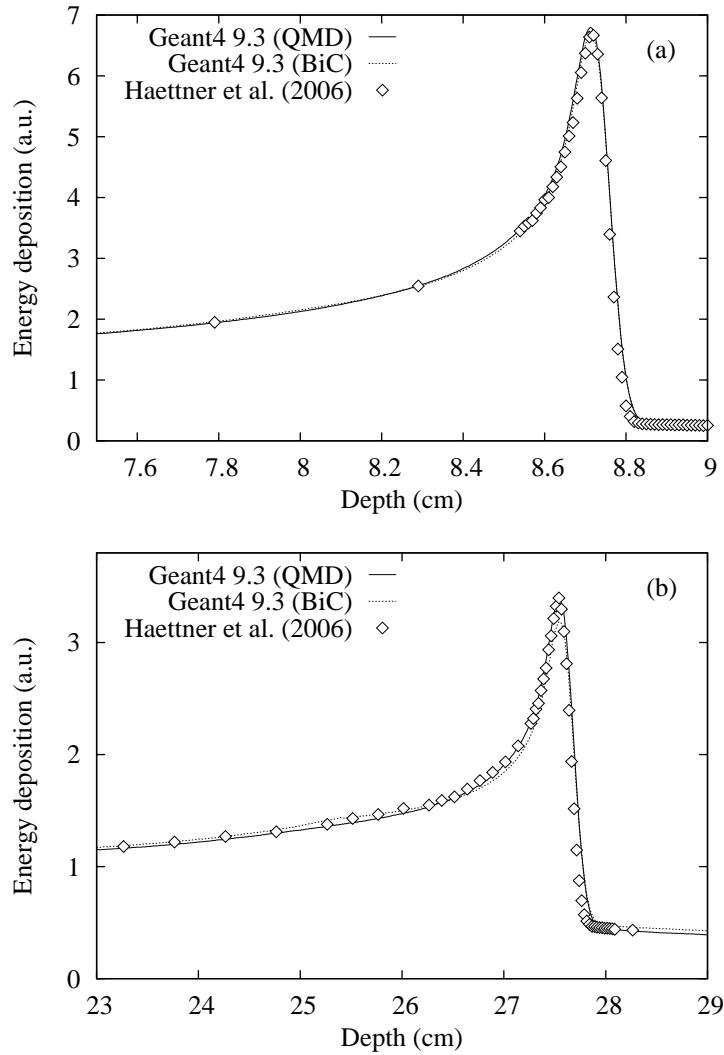 7
6
5
4
3
2
1
0
Energy deposition (a.u.)
Geant4 9.3 (QMD)
Geant4 9.3 (BiC)
Haettner et al. (2006)
(a)
7.6 7.8 8 8.2 8.4 8.6 8.8 9
Depth (cm)
3
2
1
0
Energy deposition (a.u.)
Geant4 9.3 (QMD)
Geant4 9.3 (BiC)
Haettner et al. (2006)
(b)
23 24 25 26 27 28 29
Depth (cm)